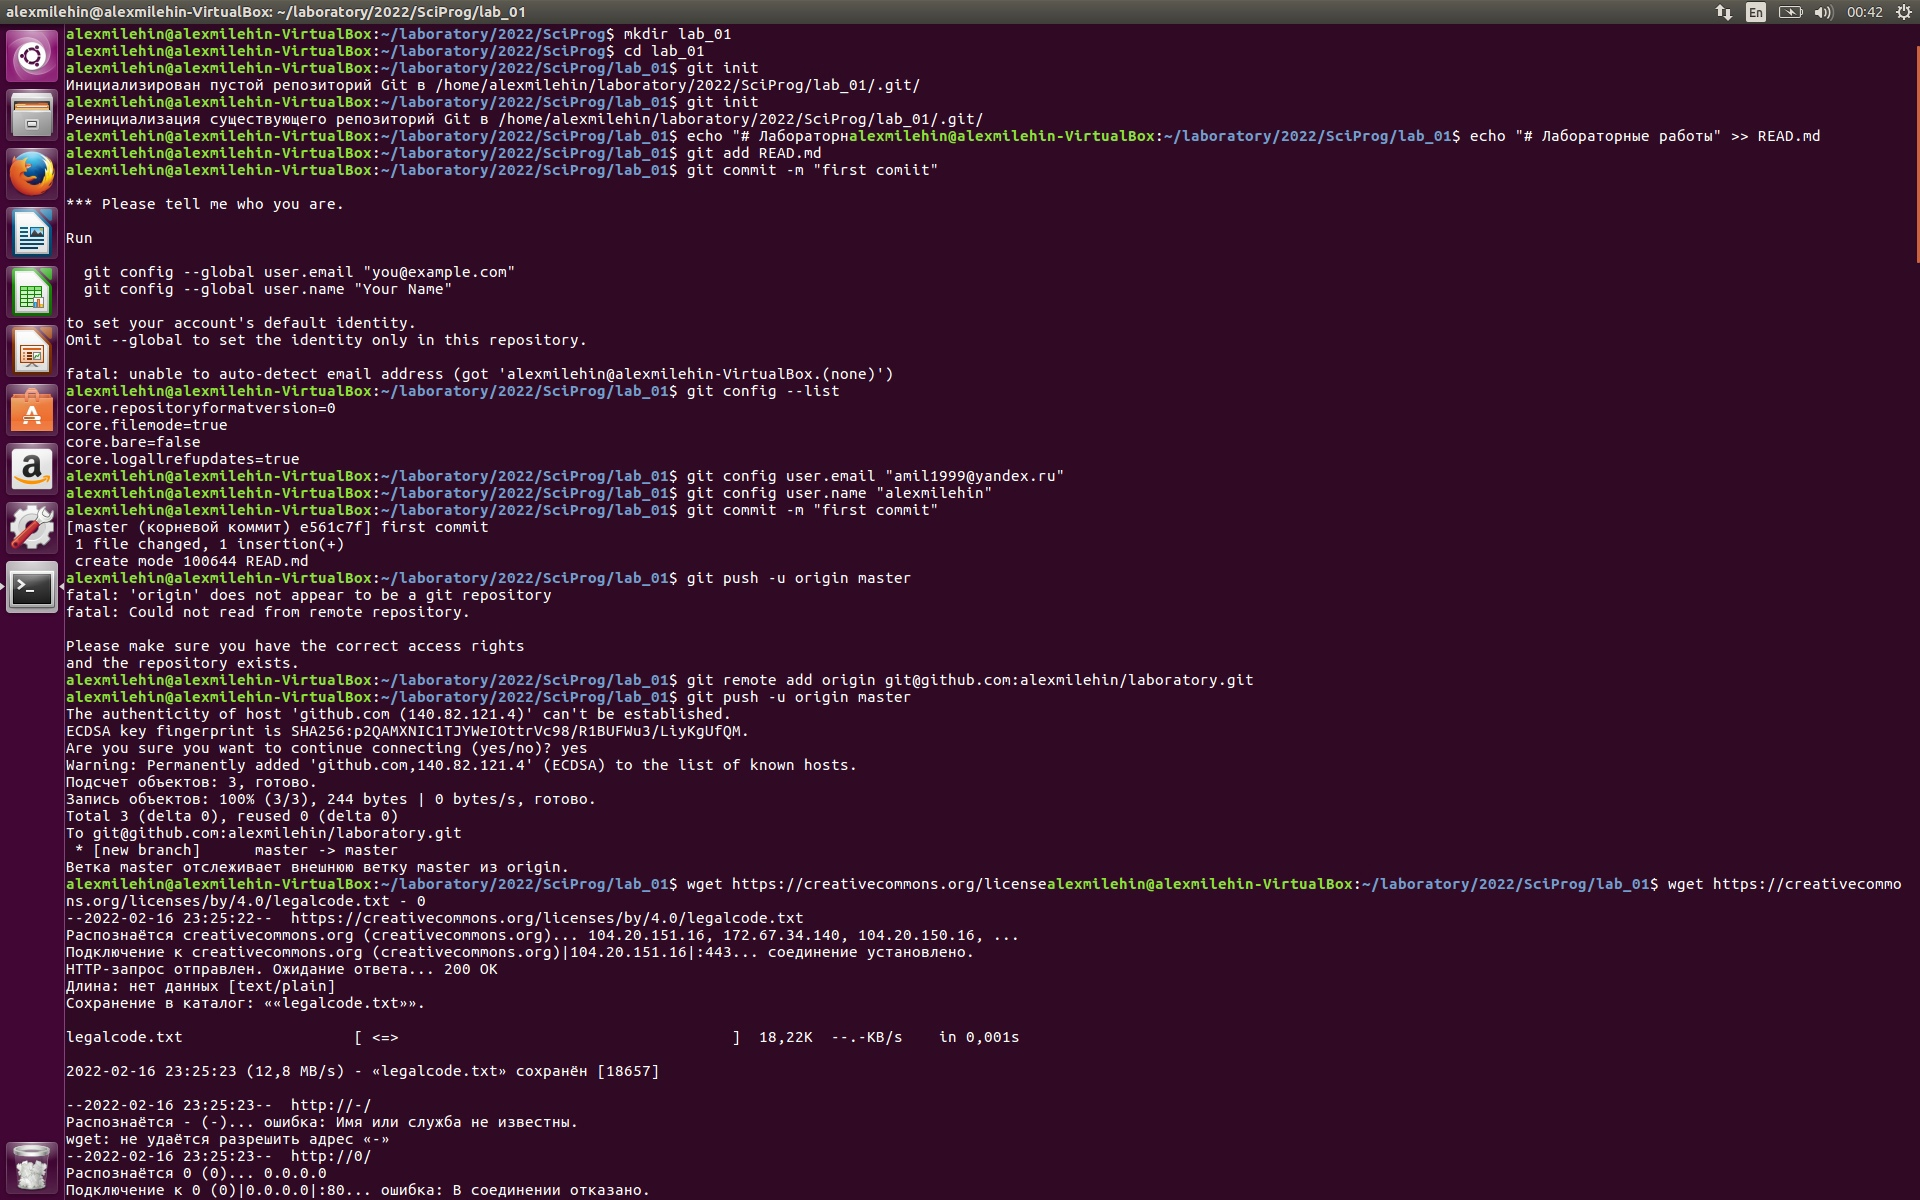 alexmilehin@alexmilehin-VirtualBox: ~/laboratory/2022/SciProg/lab_01
En
00:42
alexmilehin@alexmilehin-VirtualBox:~/laboratory/2022/SciProg$ mkdir lab_01
alexmilehin@alexmilehin-VirtualBox:~/laboratory/2022/SciProg$ cd lab_01
alexmilehin@alexmilehin-VirtualBox:~/laboratory/2022/SciProg/lab_01$ git init
Инициализирован пустой репозиторий Git в /home/alexmilehin/laboratory/2022/SciProg/lab_01/.git/
alexmilehin@alexmilehin-VirtualBox:~/laboratory/2022/SciProg/lab_01$ git init
Реинициализация существующего репозиторий Git в /home/alexmilehin/laboratory/2022/SciProg/lab_01/.git/
alexmilehin@alexmilehin-VirtualBox:~/laboratory/2022/SciProg/lab_01$ echo "# Лабораторнalexmilehin@alexmilehin-VirtualBox:~/laboratory/2022/SciProg/lab_01$ echo "# Лабораторные работы" >> READ.md
alexmilehin@alexmilehin-VirtualBox:~/laboratory/2022/SciProg/lab_01$ git add READ.md
alexmilehin@alexmilehin-VirtualBox:~/laboratory/2022/SciProg/lab_01$ git commit -m "first comiit"
*** Please tell me who you are.
Run
git config --global user.email "you@example.com"
git config --global user.name "Your Name"
to set your account's default identity.
Omit --global to set the identity only in this repository.
fatal: unable to auto-detect email address (got 'alexmilehin@alexmilehin-VirtualBox.(none)')
alexmilehin@alexmilehin-VirtualBox:~/laboratory/2022/SciProg/lab_01$ git config --list
core.repositoryformatversion=0
core.filemode=true
core.bare=false
core.logallrefupdates=true
alexmilehin@alexmilehin-VirtualBox:~/laboratory/2022/SciProg/lab_01$ git config user.email "amil1999@yandex.ru"
alexmilehin@alexmilehin-VirtualBox:~/laboratory/2022/SciProg/lab_01$ git config user.name "alexmilehin"
alexmilehin@alexmilehin-VirtualBox:~/laboratory/2022/SciProg/lab_01$ git commit -m "first commit"
[master (корневой коммит) e561c7f] first commit
1 file changed, 1 insertion(+)
create mode 100644 READ.md
alexmilehin@alexmilehin-VirtualBox:~/laboratory/2022/SciProg/lab_01$ git push -u origin master
fatal: 'origin' does not appear to be a git repository
fatal: Could not read from remote repository.
Please make sure you have the correct access rights
and the repository exists.
alexmilehin@alexmilehin-VirtualBox:~/laboratory/2022/SciProg/lab_01$ git remote add origin git@github.com:alexmilehin/laboratory.git
alexmilehin@alexmilehin-VirtualBox:~/laboratory/2022/SciProg/lab_01$ git push -u origin master
The authenticity of host 'github.com (140.82.121.4)' can't be established.
ECDSA key fingerprint is SHA256:p2QAMXNIC1TJYWeIOttrVc98/R1BUFWu3/LiyKgUfQM.
Are you sure you want to continue connecting (yes/no)? yes
Warning: Permanently added 'github.com,140.82.121.4' (ECDSA) to the list of known hosts.
Подсчет объектов: 3, готово.
Запись объектов: 100% (3/3), 244 bytes | 0 bytes/s, готово.
Total 3 (delta 0), reused 0 (delta 0)
To git@github.com:alexmilehin/laboratory.git
* [new branch]      master -> master
Ветка master отслеживает внешнюю ветку master из origin.
alexmilehin@alexmilehin-VirtualBox:~/laboratory/2022/SciProg/lab_01$ wget https://creativecommons.org/licensealexmilehin@alexmilehin-VirtualBox:~/laboratory/2022/SciProg/lab_01$ wget https://creativecommo
ns.org/licenses/by/4.0/legalcode.txt - 0
--2022-02-16 23:25:22--  https://creativecommons.org/licenses/by/4.0/legalcode.txt
Распознаётся creativecommons.org (creativecommons.org)... 104.20.151.16, 172.67.34.140, 104.20.150.16, ...
Подключение к creativecommons.org (creativecommons.org)|104.20.151.16|:443... соединение установлено.
HTTP-запрос отправлен. Ожидание ответа... 200 OK
Длина: нет данных [text/plain]
Сохранение в каталог: ««legalcode.txt»».
legalcode.txt                   [ <=>                                     ]  18,22K  --.-KB/s    in 0,001s
2022-02-16 23:25:23 (12,8 MB/s) - «legalcode.txt» сохранён [18657]
--2022-02-16 23:25:23--  http://-/
Распознаётся - (-)... ошибка: Имя или служба не известны.
wget: не удаётся разрешить адрес «-»
--2022-02-16 23:25:23--  http://0/
Распознаётся 0 (0)... 0.0.0.0
Подключение к 0 (0)|0.0.0.0|:80... ошибка: В соединении отказано.